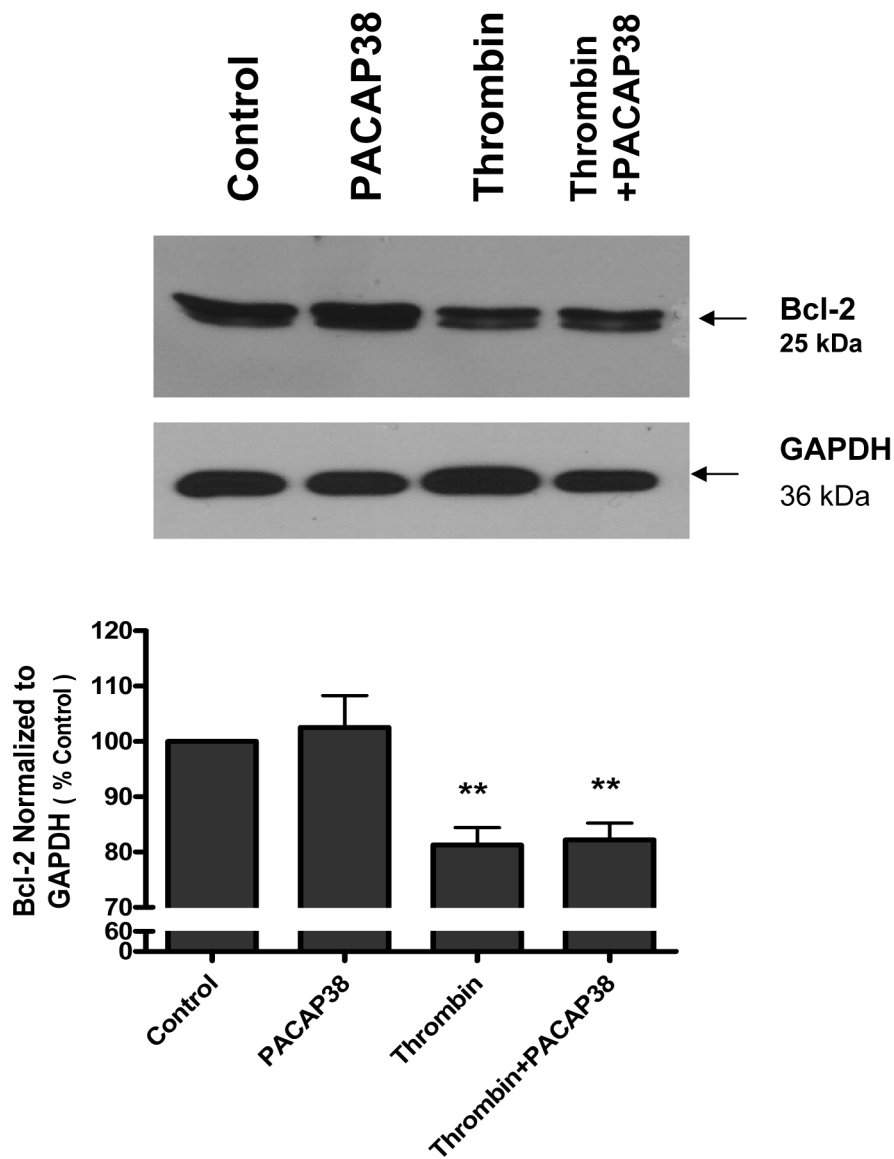 Control
PACAP38
Thrombin
Thrombin
+PACAP38
Bcl-2
25 kDa
GAPDH
36 kDa
Bcl-2 Normalized to
GAPDH ( % Control )
120
110
100
90
80
70
60
0
**
**
Control
PACAP38
Thrombin
Thrombin+PACAP38